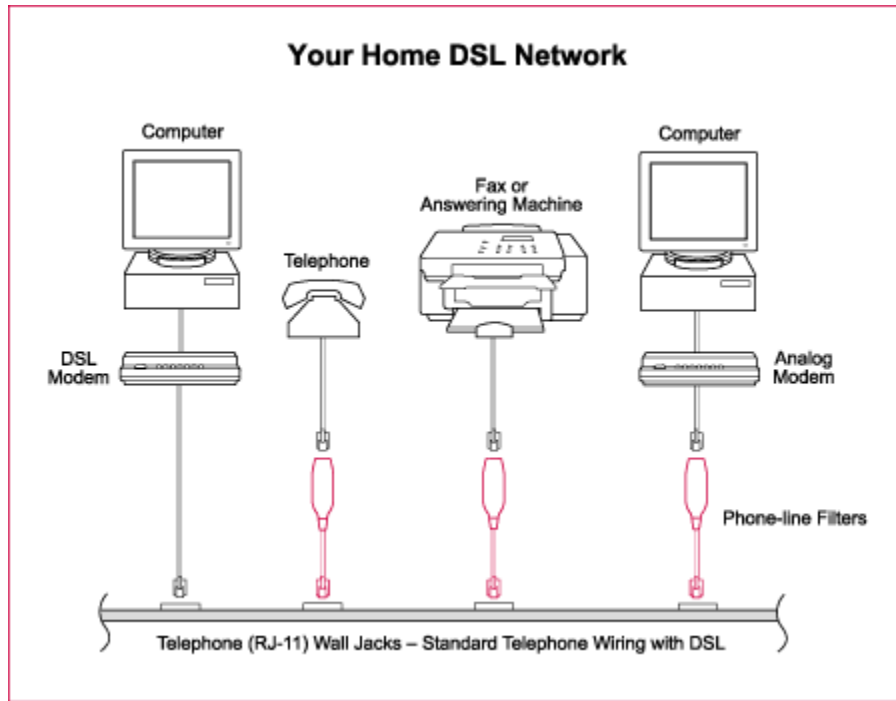 Your Home DSL Network
Computer
Computer
Fax or
Answering Machine
Telephone
DSL
Modem
Analog
Modem
Phone-line Filters
Telephone (RJ-11) Wall Jacks – Standard Telephone Wiring with DSL